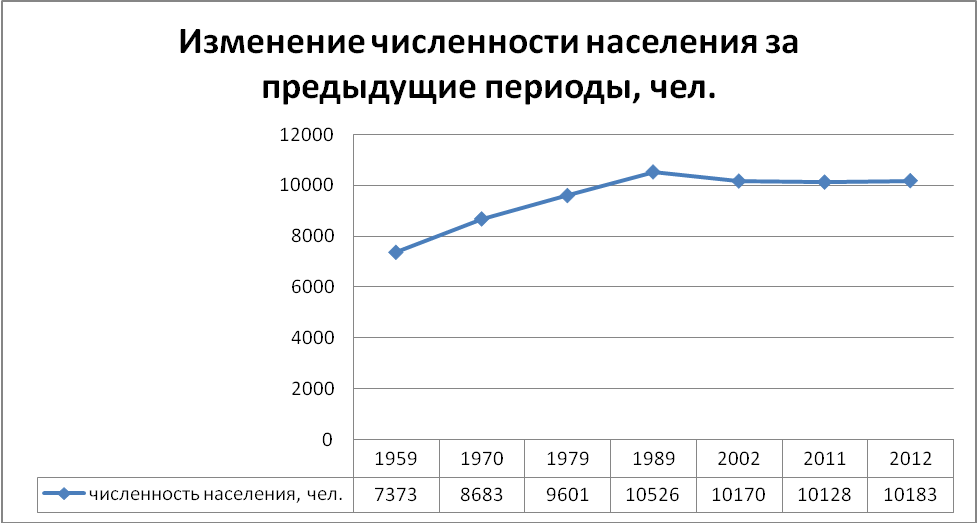 Изменение численности населения за
предыдущие периоды, чел.
12000
10000
8000
6000
4000
2000
0
1959 1970 1979 1989 2002 2011 2012
численность населения, чел. 7373 8683 9601 10526 10170 10128 10183